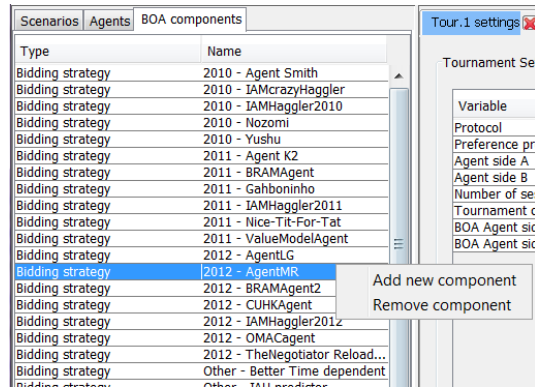 Scenarios Agents BOA components
Type Name
Bidding strategy 2010 - Agent Smith
Bidding strategy 2010 - IAMcrazyHaggler
Bidding strategy 2010 - IAMHaggler2010
Bidding strategy 2010 - Nozomi
Bidding strategy 2010 - Yushu
Bidding strategy 2011 - Agent K2
Bidding strategy 2011 - BRAMAgent
Bidding strategy 2011 - Gahboninho
Bidding strategy 2011 - IAMHaggler2011
Bidding strategy 2011 - Nice-Tit-For-Tat
Bidding strategy 2011 - ValueModelAgent
Bidding strategy 2012 - AgentLG
Bidding strategy 2012 - AgentMR
Bidding strategy 2012 - BRAMAgent2
Bidding strategy 2012 - CUHKAgent
Bidding strategy 2012 - IAMHaggler2012
Bidding strategy 2012 - OMACagent
Bidding strategy 2012 - TheNegotiator Reload...
Bidding strategy Other - Better Time dependent
Bidding strategy Other - IAH predictor
Add new component
Remove component
Tour.1 settings
Tournament Se
Variable
Protocol
Preference pr
Agent side A
Agent side B
Number of se
Tournament o
BOA Agent sid
BOA Agent sid